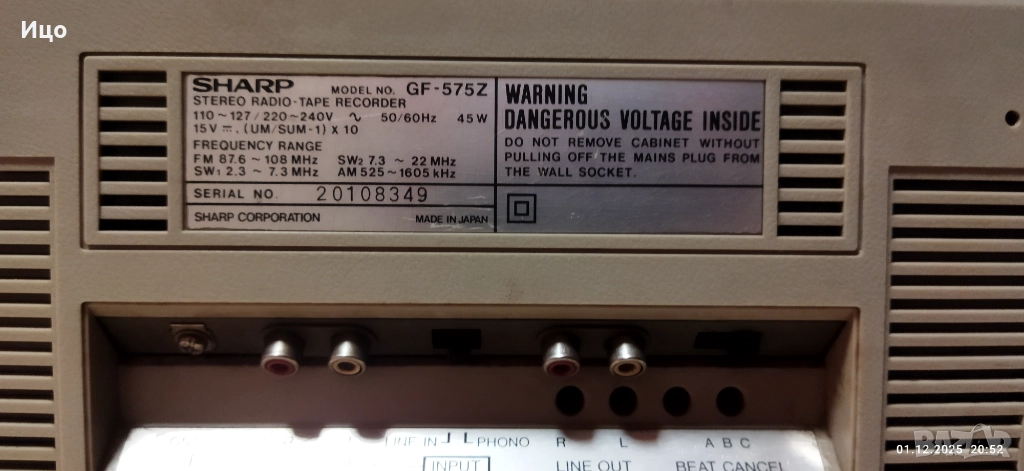 Ицо
SHARP MODEL NO. GF-575Z
STEREO RADIO-TAPE RECORDER
110~127/220~240V ~ 50/60Hz 45W
15V ⎓. (UM/SUM-1) X 10
FREQUENCY RANGE
FM 87.6 ~ 108 MHz SW2 7.3 ~ 22 MHz
SW1 2.3 ~ 7.3 MHz AM 525~1605 kHz
SERIAL NO. 20108349
SHARP CORPORATION MADE IN JAPAN
WARNING
DANGEROUS VOLTAGE INSIDE
DO NOT REMOVE CABINET WITHOUT
PULLING OFF THE MAINS PLUG FROM
THE WALL SOCKET.
LINE IN PHONO R L A B C
INPUT LINE OUT BEAT CANCEL
01.12.2025 20:52
BAZAR